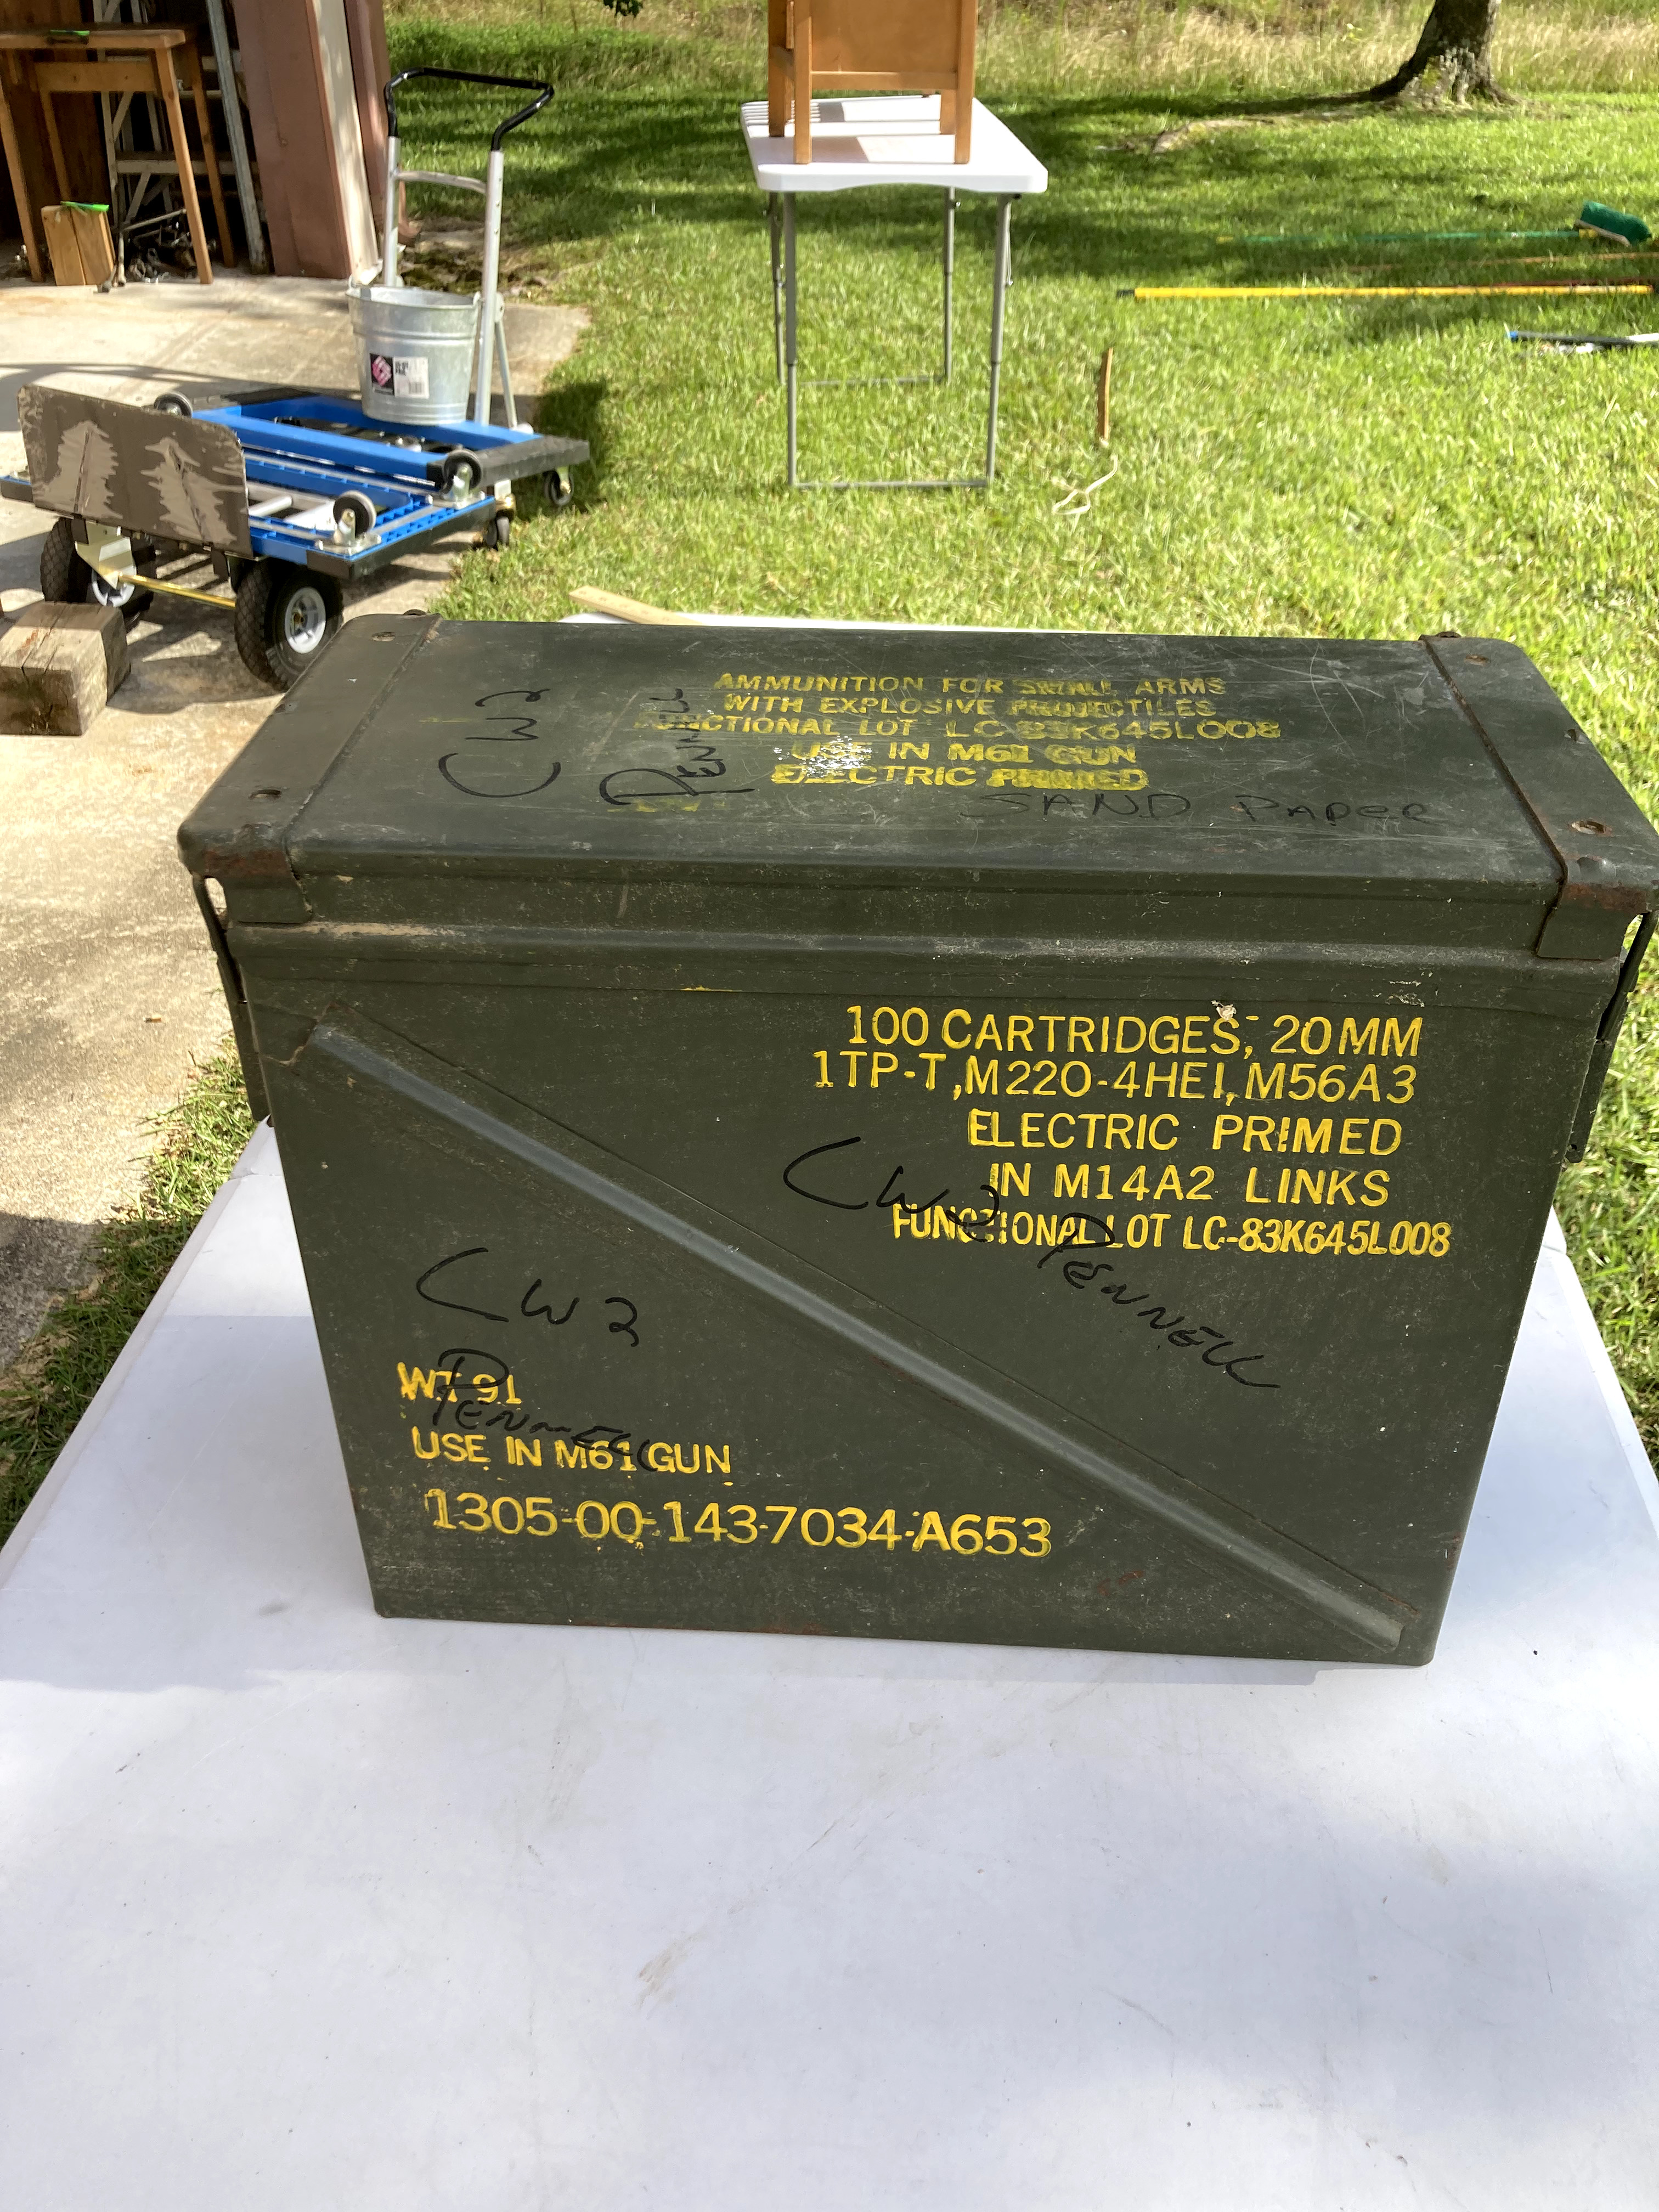 AMMUNITION FOR SMALL ARMS
WITH EXPLOSIVE PROJECTILES
FUNCTIONAL LOT LC-83K645L008
USE IN M61 GUN
ELECTRIC PRIMED
CW2
PENNELL
SAND PAPER
100 CARTRIDGES, 20MM
1TP-T, M220-4HEI, M56A3
ELECTRIC PRIMED
IN M14A2 LINKS
FUNCTIONAL LOT LC-83K645L008
CW2 PENNELL
CW2
PENNELL
WT 91
USE IN M61 GUN
1305-00-143-7034-A653